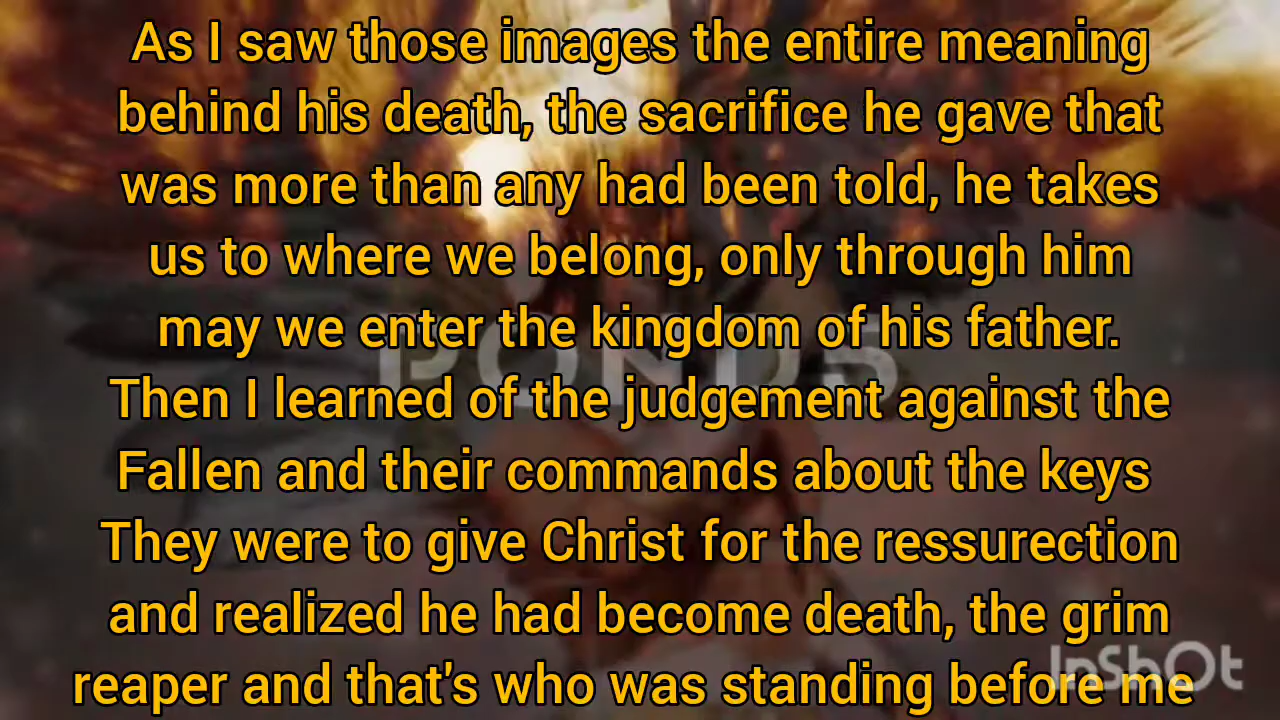 As I saw those images the entire meaning
behind his death, the sacrifice he gave that
was more than any had been told, he takes
us to where we belong, only through him
may we enter the kingdom of his father.
POND5
Then I learned of the judgement against the
Fallen and their commands about the keys
They were to give Christ for the ressurection
and realized he had become death, the grim
reaper and that's who was standing before me
InShOt